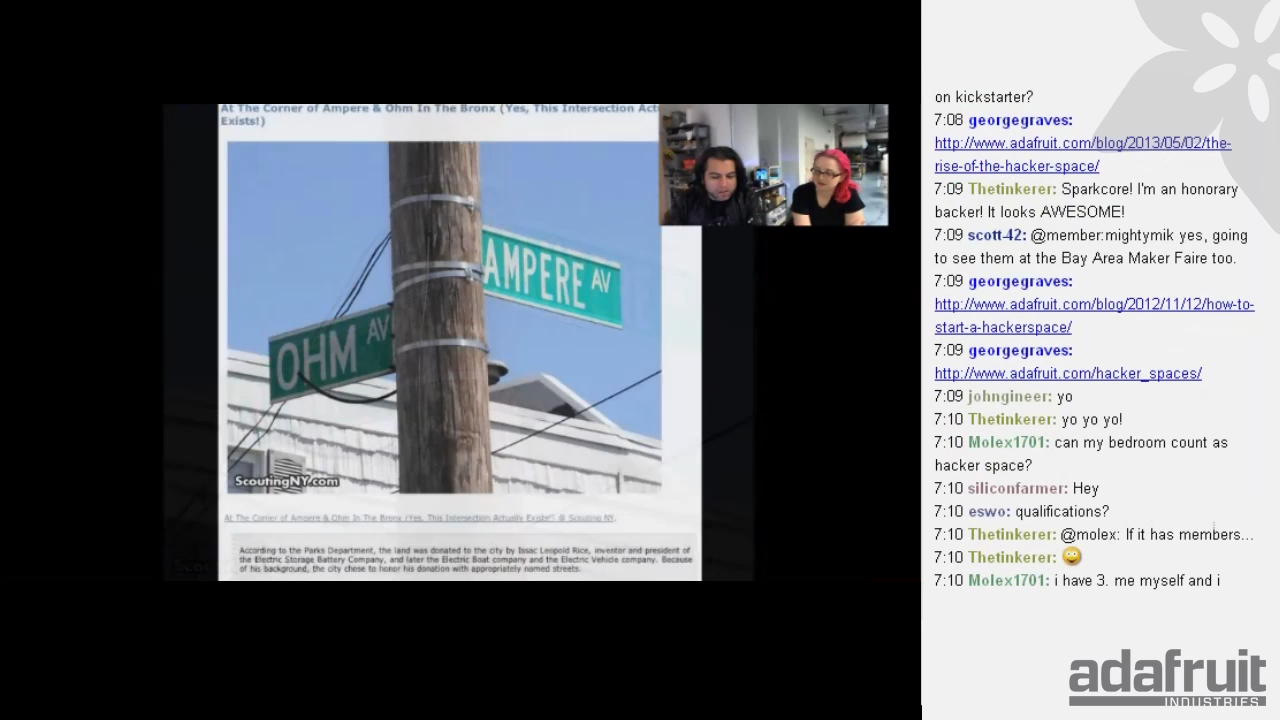 At The Corner of Ampere & Ohm In The Bronx (Yes, This Intersection Act
Exists!)
AMPERE AV
OHM AV
ScoutingNY.com
At The Corner of Ampere & Ohm In The Bronx (Yes, This Intersection Actually Exists!) @ Scouting NY.
According to the Parks Department, the land was donated to the city by Issac Leopold Rice, inventor and president of
the Electric Storage Battery Company, and later the Electric Boat company and the Electric Vehicle company. Because
of his background, the city chose to honor his donation with appropriately named streets.
on kickstarter?
7:08 georgegraves:
http://www.adafruit.com/blog/2013/05/02/the-
rise-of-the-hacker-space/
7:09 Thetinkerer: Sparkcore! I'm an honorary
backer! It looks AWESOME!
7:09 scott-42: @member:mightymik yes, going
to see them at the Bay Area Maker Faire too.
7:09 georgegraves:
http://www.adafruit.com/blog/2012/11/12/how-to-
start-a-hackerspace/
7:09 georgegraves:
http://www.adafruit.com/hacker_spaces/
7:09 johngineer: yo
7:10 Thetinkerer: yo yo yo!
7:10 Molex1701: can my bedroom count as
hacker space?
7:10 siliconfarmer: Hey
7:10 eswo: qualifications?
7:10 Thetinkerer: @molex: If it has members...
7:10 Thetinkerer:
7:10 Molex1701: i have 3. me myself and i
adafruit
INDUSTRIES